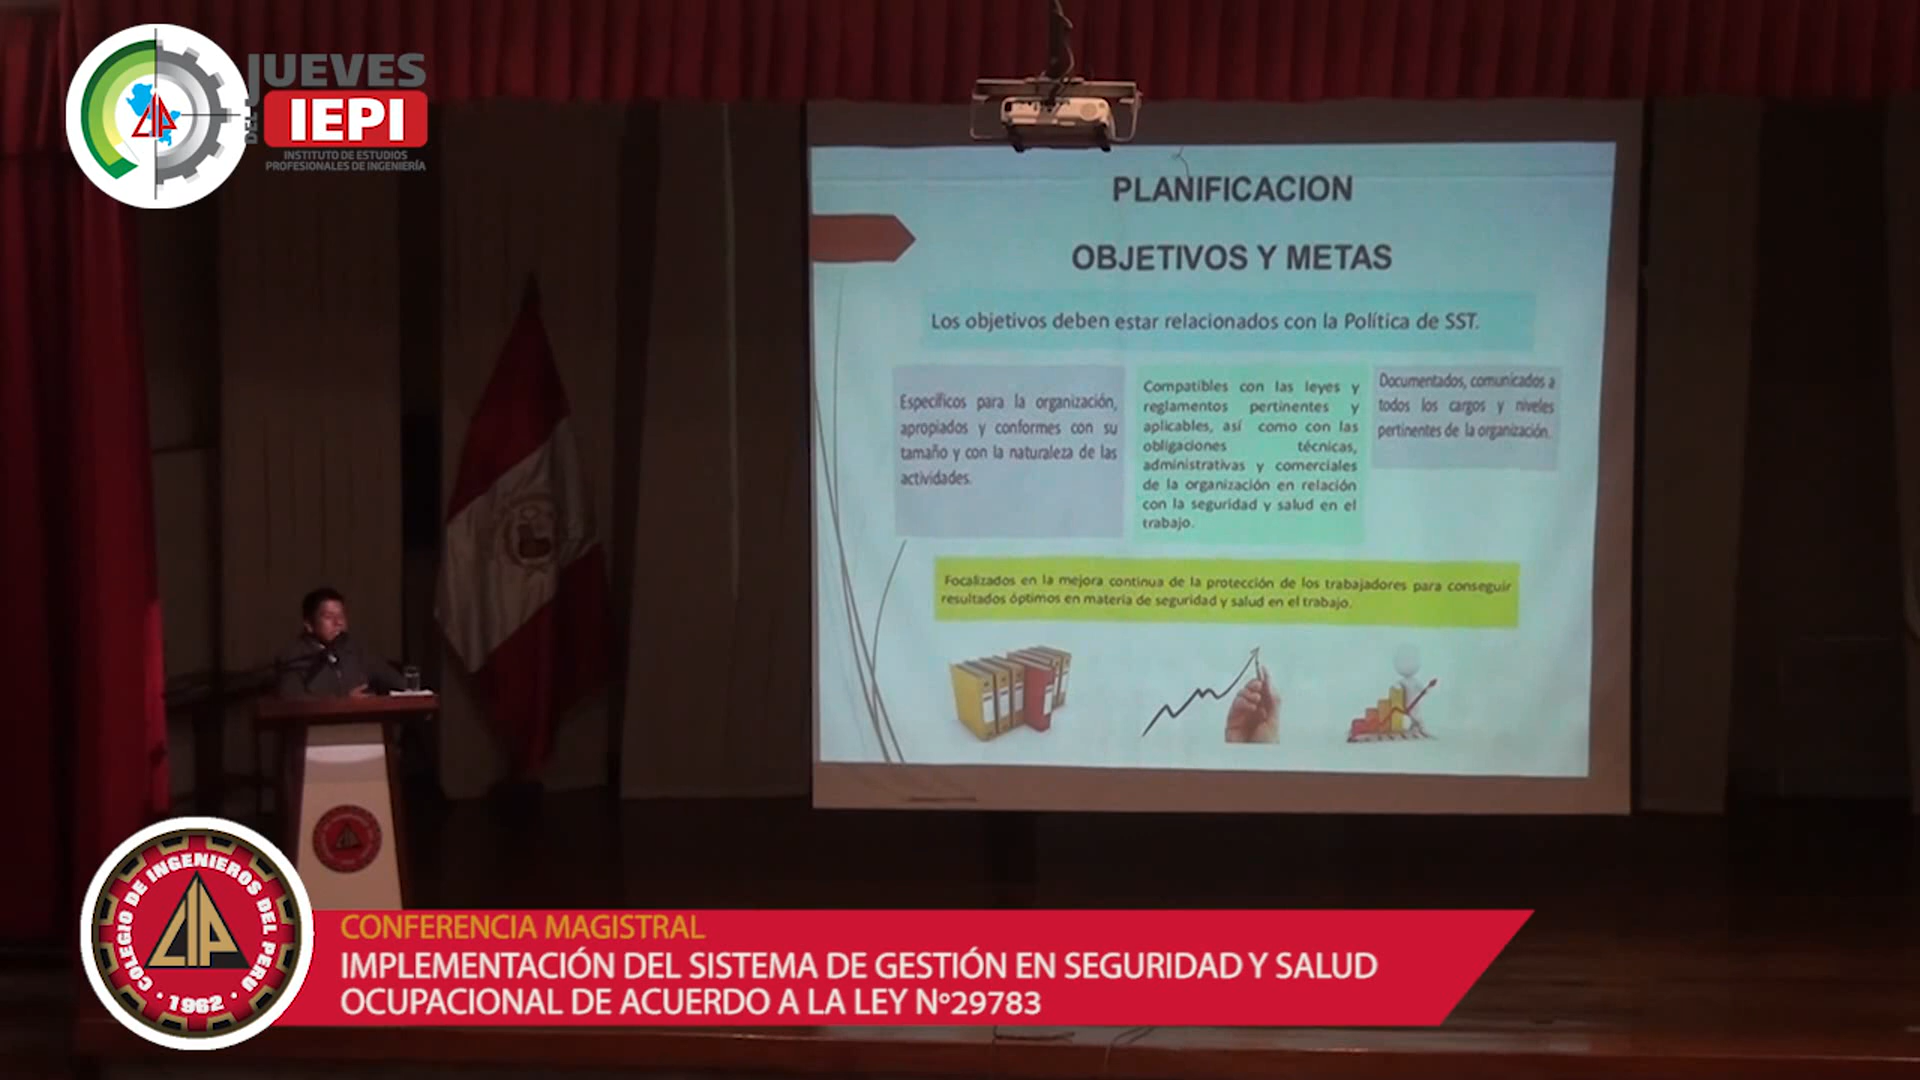 JUEVES
DEL
IEPI
INSTITUTO DE ESTUDIOS
PROFESIONALES DE INGENIERÍA
PLANIFICACION
OBJETIVOS Y METAS
Los objetivos deben estar relacionados con la Política de SST.
Específicos para la organización,
apropiados y conformes con su
tamaño y con la naturaleza de las
actividades.
Compatibles con las leyes y
reglamentos pertinentes y
aplicables, así como con las
obligaciones técnicas,
administrativas y comerciales
de la organización en relación
con la seguridad y salud en el
trabajo.
Documentados, comunicados a
todos los cargos y niveles
pertinentes de la organización.
Focalizados en la mejora continua de la protección de los trabajadores para conseguir
resultados óptimos en materia de seguridad y salud en el trabajo.
COLEGIO DE INGENIEROS DEL PERU
CIP
· 1962 ·
CONFERENCIA MAGISTRAL
IMPLEMENTACIÓN DEL SISTEMA DE GESTIÓN EN SEGURIDAD Y SALUD
OCUPACIONAL DE ACUERDO A LA LEY N°29783